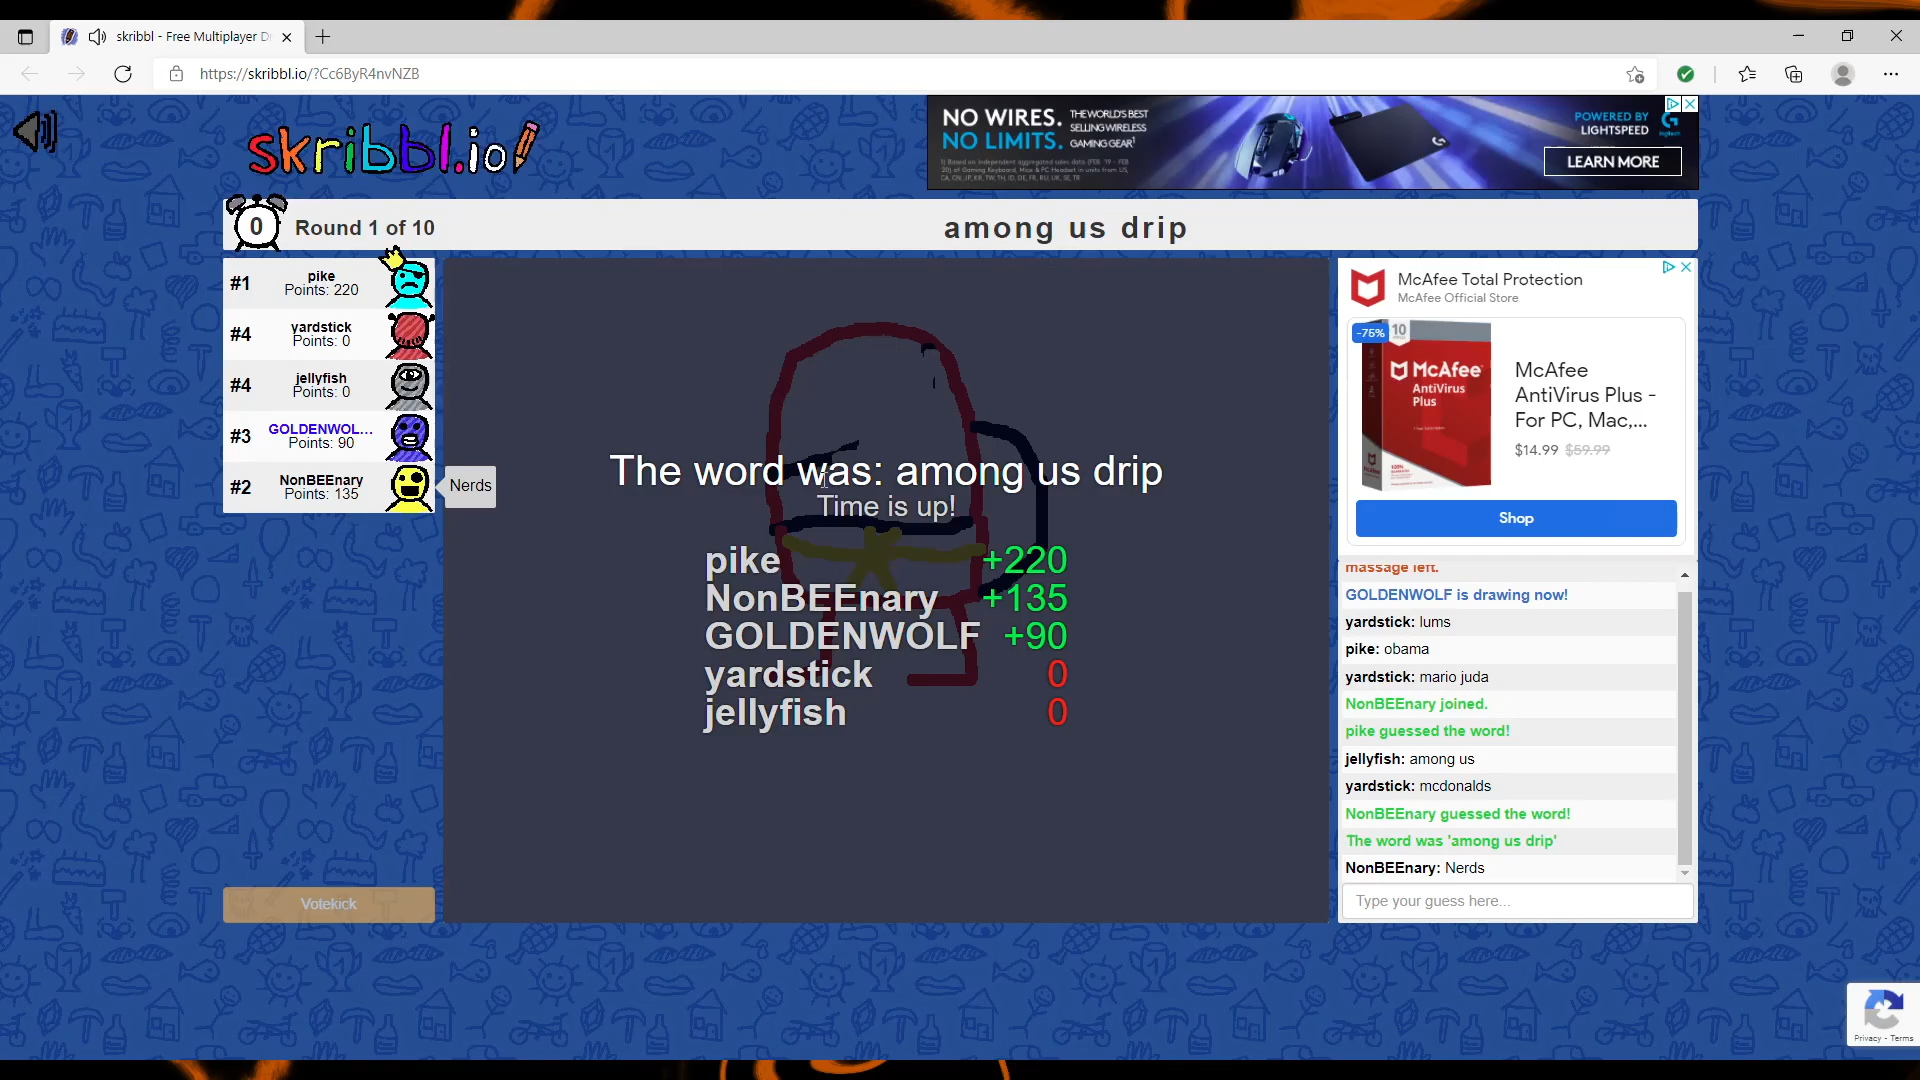 skribbl - Free Multiplayer D
https://skribbl.io/?Cc6ByR4nvNZB
skribbl.io
NO WIRES.
NO LIMITS.
THE WORLD'S BEST
SELLING WIRELESS
GAMING GEAR¹
POWERED BY
LIGHTSPEED
logitech
LEARN MORE
0
Round 1 of 10
among us drip
#1
pike
Points: 220
#4
yardstick
Points: 0
#4
jellyfish
Points: 0
#3
GOLDENWOL...
Points: 90
#2
NonBEEnary
Points: 135
Nerds
Votekick
The word was: among us drip
Time is up!
pike +220
NonBEEnary +135
GOLDENWOLF +90
yardstick 0
jellyfish 0
McAfee Total Protection
McAfee Official Store
-75%
10
McAfee
AntiVirus
Plus
McAfee
AntiVirus Plus -
For PC, Mac,...
$14.99 $59.99
Shop
massage left.
GOLDENWOLF is drawing now!
yardstick: lums
pike: obama
yardstick: mario juda
NonBEEnary joined.
pike guessed the word!
jellyfish: among us
yardstick: mcdonalds
NonBEEnary guessed the word!
The word was 'among us drip'
NonBEEnary: Nerds
Type your guess here...
Privacy - Terms